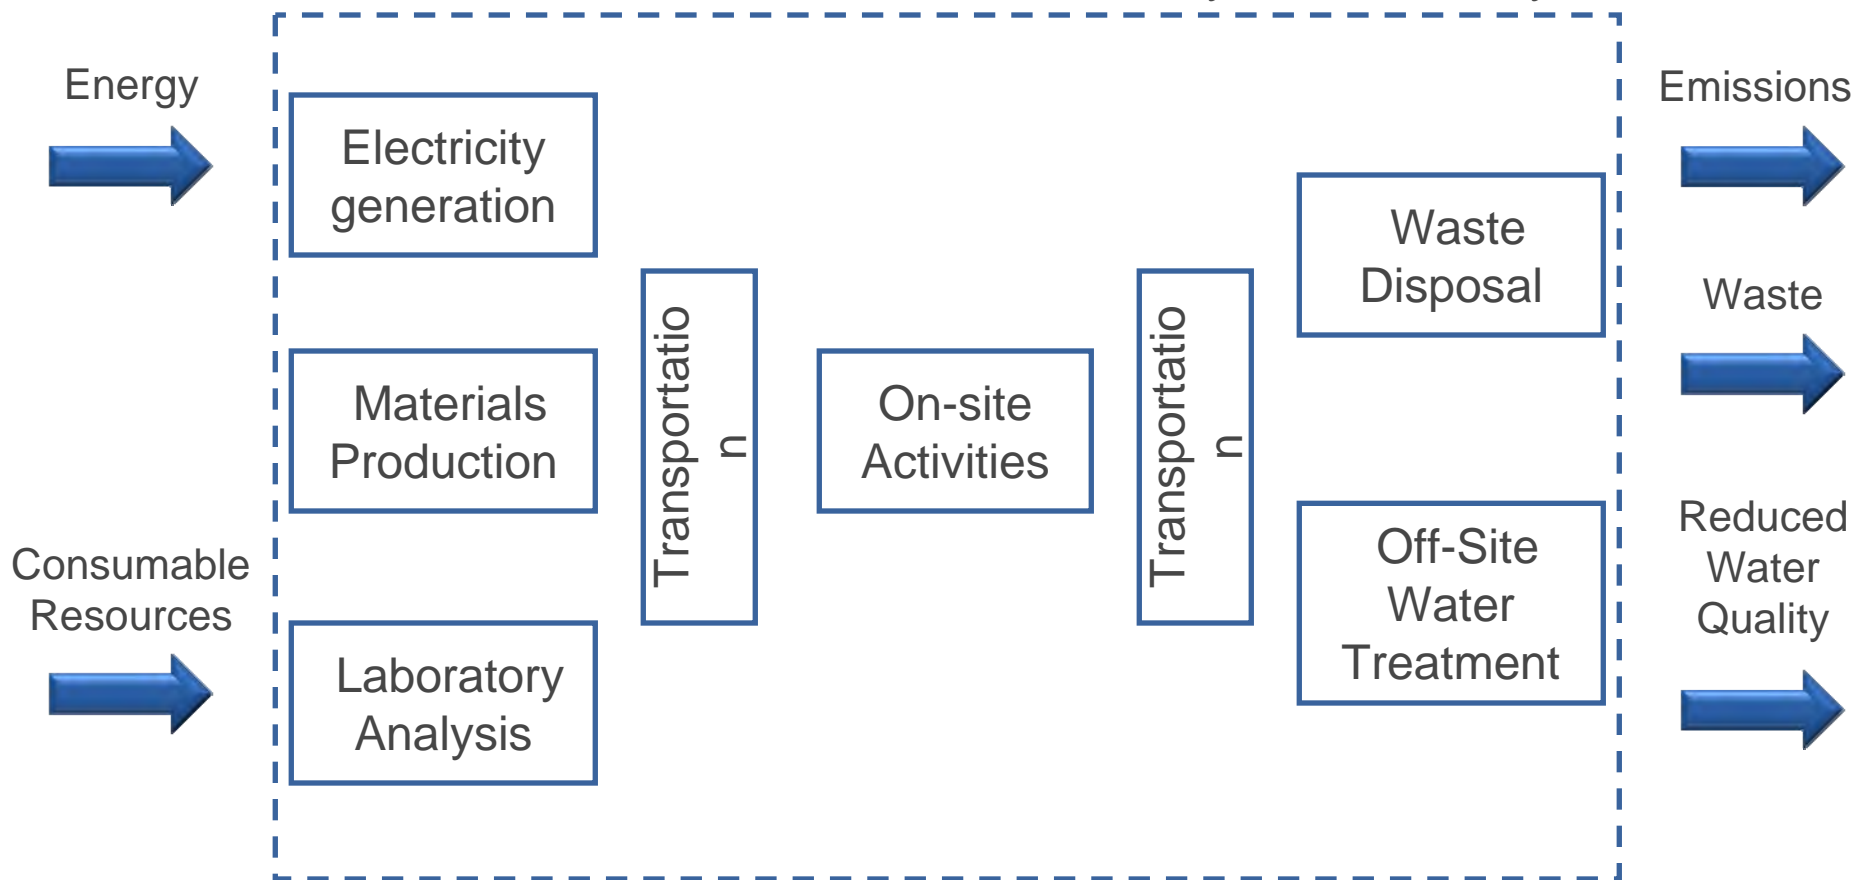 Energy
Electricity
generation
Materials
Production
Consumable
Resources
Laboratory
Analysis
Transportatio
n
On-site
Activities
Transportatio
n
Waste
Disposal
Off-Site
Water
Treatment
Emissions
Waste
Reduced
Water
Quality